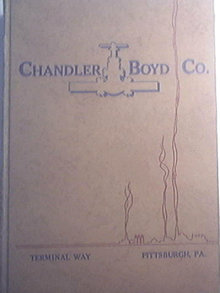 CHANDLER BOYD CO.
TERMINAL WAY PITTSBURGH, PA.